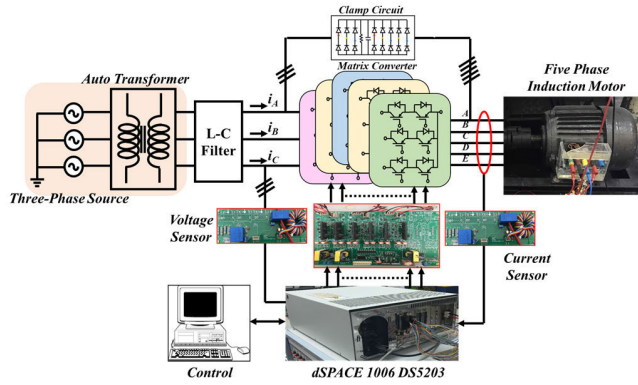 Clamp Circuit
Matrix Converter
Auto Transformer
Five Phase
Induction Motor
L-C
Filter
iA
iB
iC
A
B
C
D
E
Three-Phase Source
Voltage
Sensor
Current
Sensor
Control
dSPACE 1006 DS5203